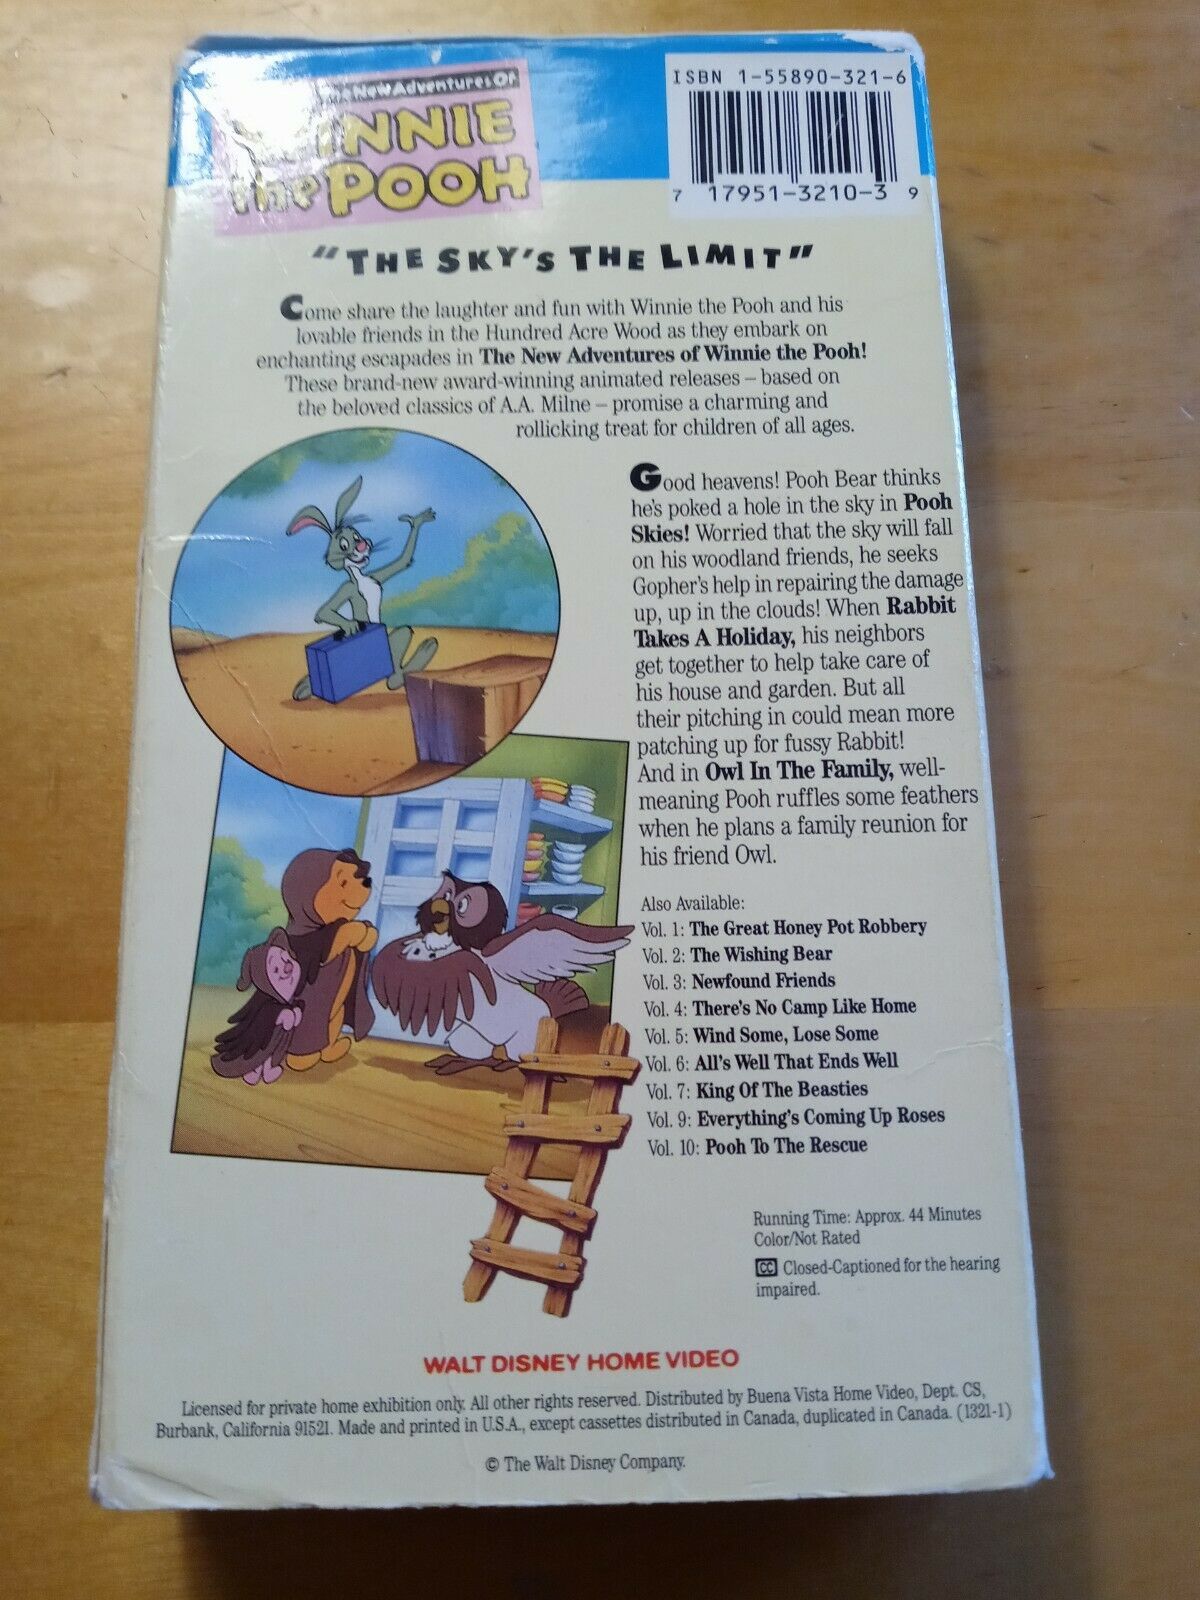 The New Adventures Of
WINNIE
the POOH
ISBN 1-55890-321-6
7 17951-3210-3 9
"THE SKY'S THE LIMIT"
Come share the laughter and fun with Winnie the Pooh and his
lovable friends in the Hundred Acre Wood as they embark on
enchanting escapades in The New Adventures of Winnie the Pooh!
These brand-new award-winning animated releases – based on
the beloved classics of A.A. Milne – promise a charming and
rollicking treat for children of all ages.
Good heavens! Pooh Bear thinks
he's poked a hole in the sky in Pooh
Skies! Worried that the sky will fall
on his woodland friends, he seeks
Gopher's help in repairing the damage
up, up in the clouds! When Rabbit
Takes A Holiday, his neighbors
get together to help take care of
his house and garden. But all
their pitching in could mean more
patching up for fussy Rabbit!
And in Owl In The Family, well-
meaning Pooh ruffles some feathers
when he plans a family reunion for
his friend Owl.
Also Available:
Vol. 1: The Great Honey Pot Robbery
Vol. 2: The Wishing Bear
Vol. 3: Newfound Friends
Vol. 4: There's No Camp Like Home
Vol. 5: Wind Some, Lose Some
Vol. 6: All's Well That Ends Well
Vol. 7: King Of The Beasties
Vol. 9: Everything's Coming Up Roses
Vol. 10: Pooh To The Rescue
Running Time: Approx. 44 Minutes
Color/Not Rated
CC Closed-Captioned for the hearing
impaired.
WALT DISNEY HOME VIDEO
Licensed for private home exhibition only. All other rights reserved. Distributed by Buena Vista Home Video, Dept. CS,
Burbank, California 91521. Made and printed in U.S.A., except cassettes distributed in Canada, duplicated in Canada. (1321-1)
© The Walt Disney Company.